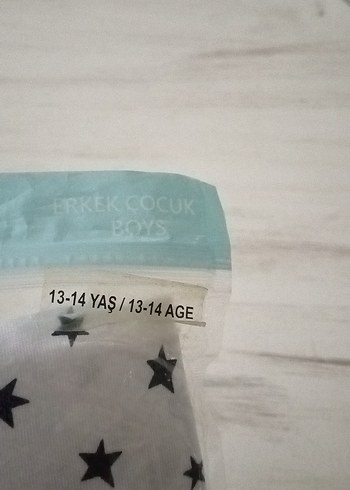 ERKEK ÇOCUK
BOYS
13-14 YAŞ / 13-14 AGE